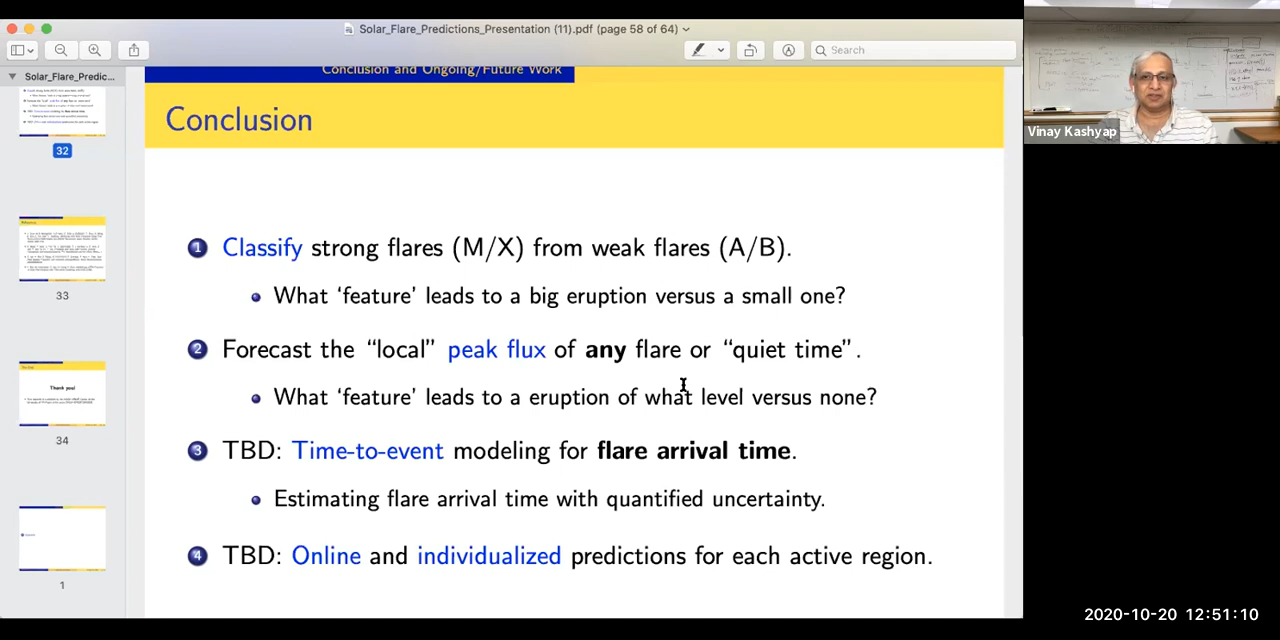 Solar_Flare_Predictions_Presentation (11).pdf (page 58 of 64)
Search
Solar_Flare_Predic...
Conclusion and Ongoing/Future Work
Conclusion
1 Classify strong flares (M/X) from weak flares (A/B).
What ‘feature’ leads to a big eruption versus a small one?
2 Forecast the “local” peak flux of any flare or “quiet time”.
What ‘feature’ leads to a eruption of what level versus none?
3 TBD: Time-to-event modeling for flare arrival time.
Estimating flare arrival time with quantified uncertainty.
4 TBD: Online and individualized predictions for each active region.
32
33
Thank you!
34
1
Vinay Kashyap
2020-10-20 12:51:10